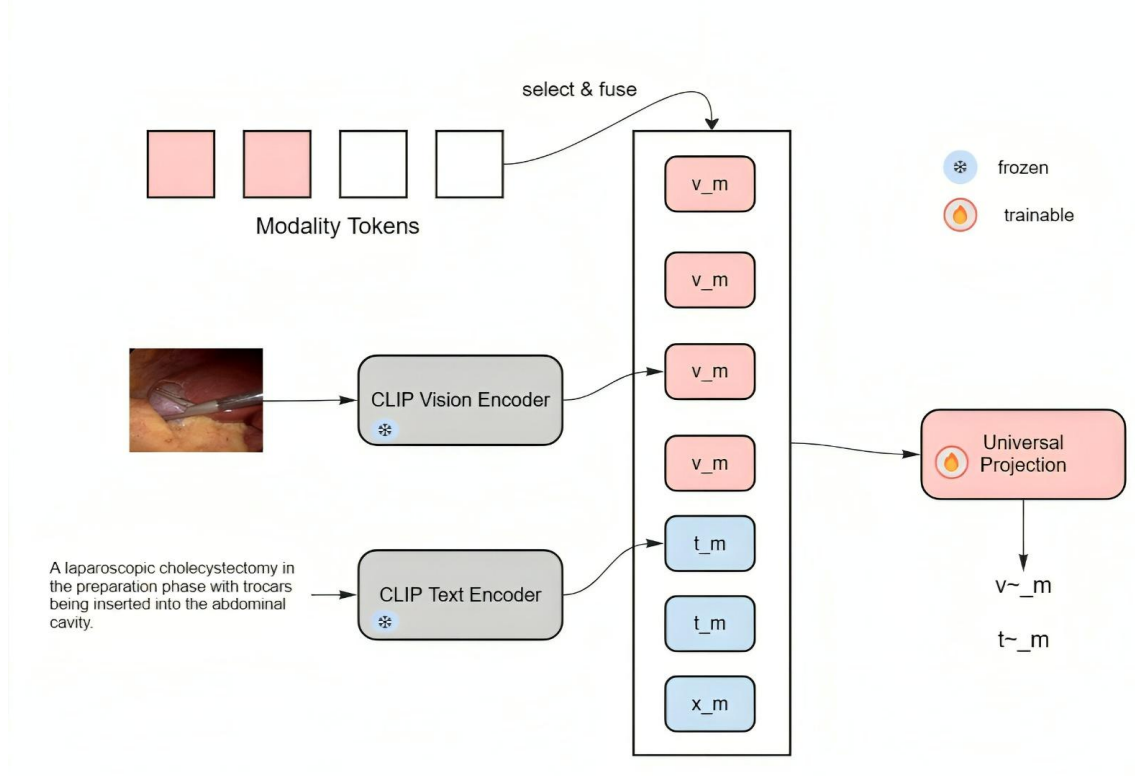 select & fuse
Modality Tokens
frozen
trainable
v_m
v_m
v_m
v_m
t_m
t_m
x_m
CLIP Vision Encoder
CLIP Text Encoder
A laparoscopic cholecystectomy in
the preparation phase with trocars
being inserted into the abdominal
cavity.
Universal
Projection
v~_m
t~_m